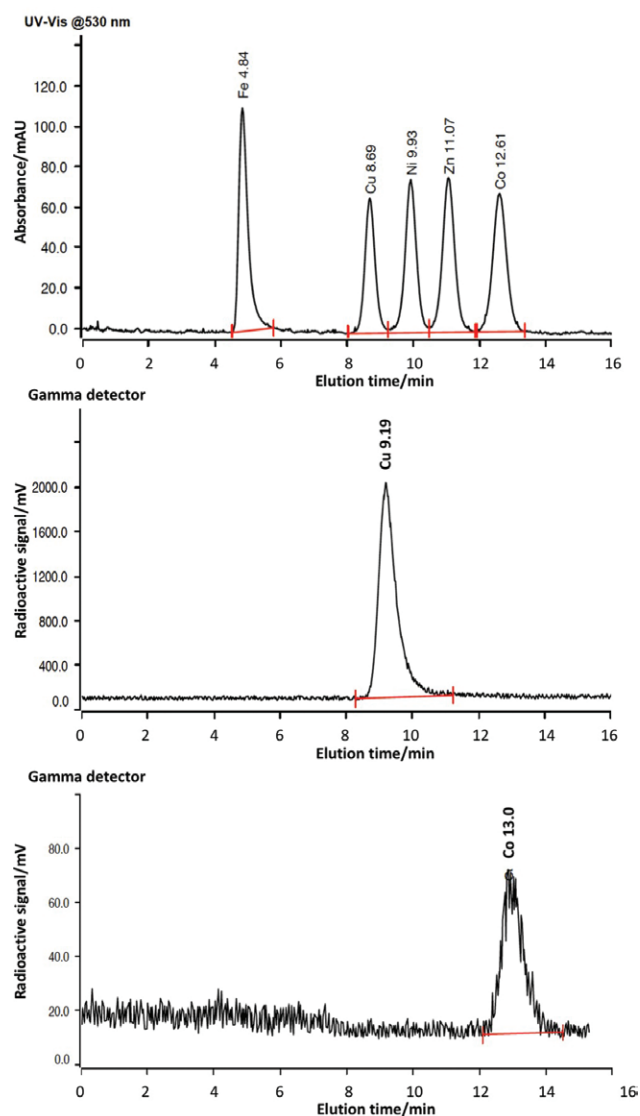 UV-Vis @530 nm
Absorbance/mAU
120.0
100.0
80.0
60.0
40.0
20.0
0.0
Fe 4.84
Cu 8.69
Ni 9.93
Zn 11.07
Co 12.61
0 2 4 6 8 10 12 14 16
Elution time/min
Gamma detector
Radioactive signal/mV
2000.0
1600.0
1200.0
800.0
400.0
0.0
Cu 9.19
0 2 4 6 8 10 12 14 16
Elution time/min
Gamma detector
Radioactive signal/mV
80.0
60.0
40.0
20.0
0.0
Co 13.0
0 2 4 6 8 10 12 14 16
Elution time/min